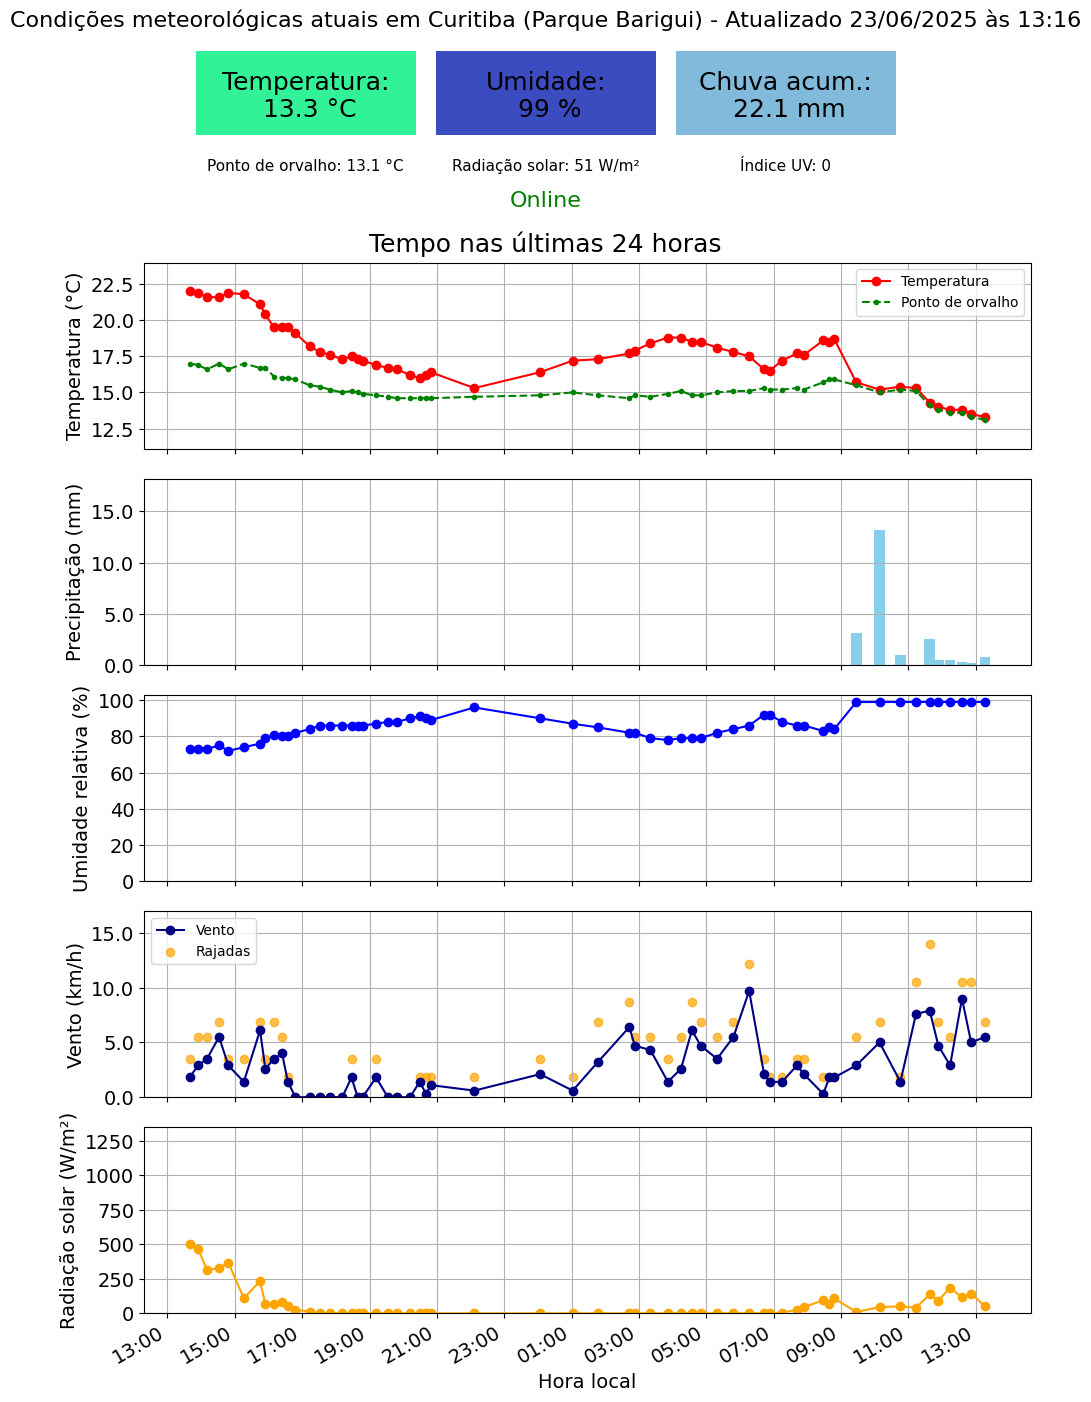 Condições meteorológicas atuais em Curitiba (Parque Barigui) - Atualizado 23/06/2025 às 13:16
Temperatura:
13.3 °C
Umidade:
99 %
Chuva acum.:
22.1 mm
Ponto de orvalho: 13.1 °C
Radiação solar: 51 W/m²
Índice UV: 0
Online
Tempo nas últimas 24 horas
Temperatura (°C)
22.5
20.0
17.5
15.0
12.5
Temperatura
Ponto de orvalho
Precipitação (mm)
15.0
10.0
5.0
0.0
Umidade relativa (%)
100
80
60
40
20
0
Vento (km/h)
15.0
10.0
5.0
0.0
Vento
Rajadas
Radiação solar (W/m²)
1250
1000
750
500
250
0
13:00
15:00
17:00
19:00
21:00
23:00
01:00
03:00
05:00
07:00
09:00
11:00
13:00
Hora local